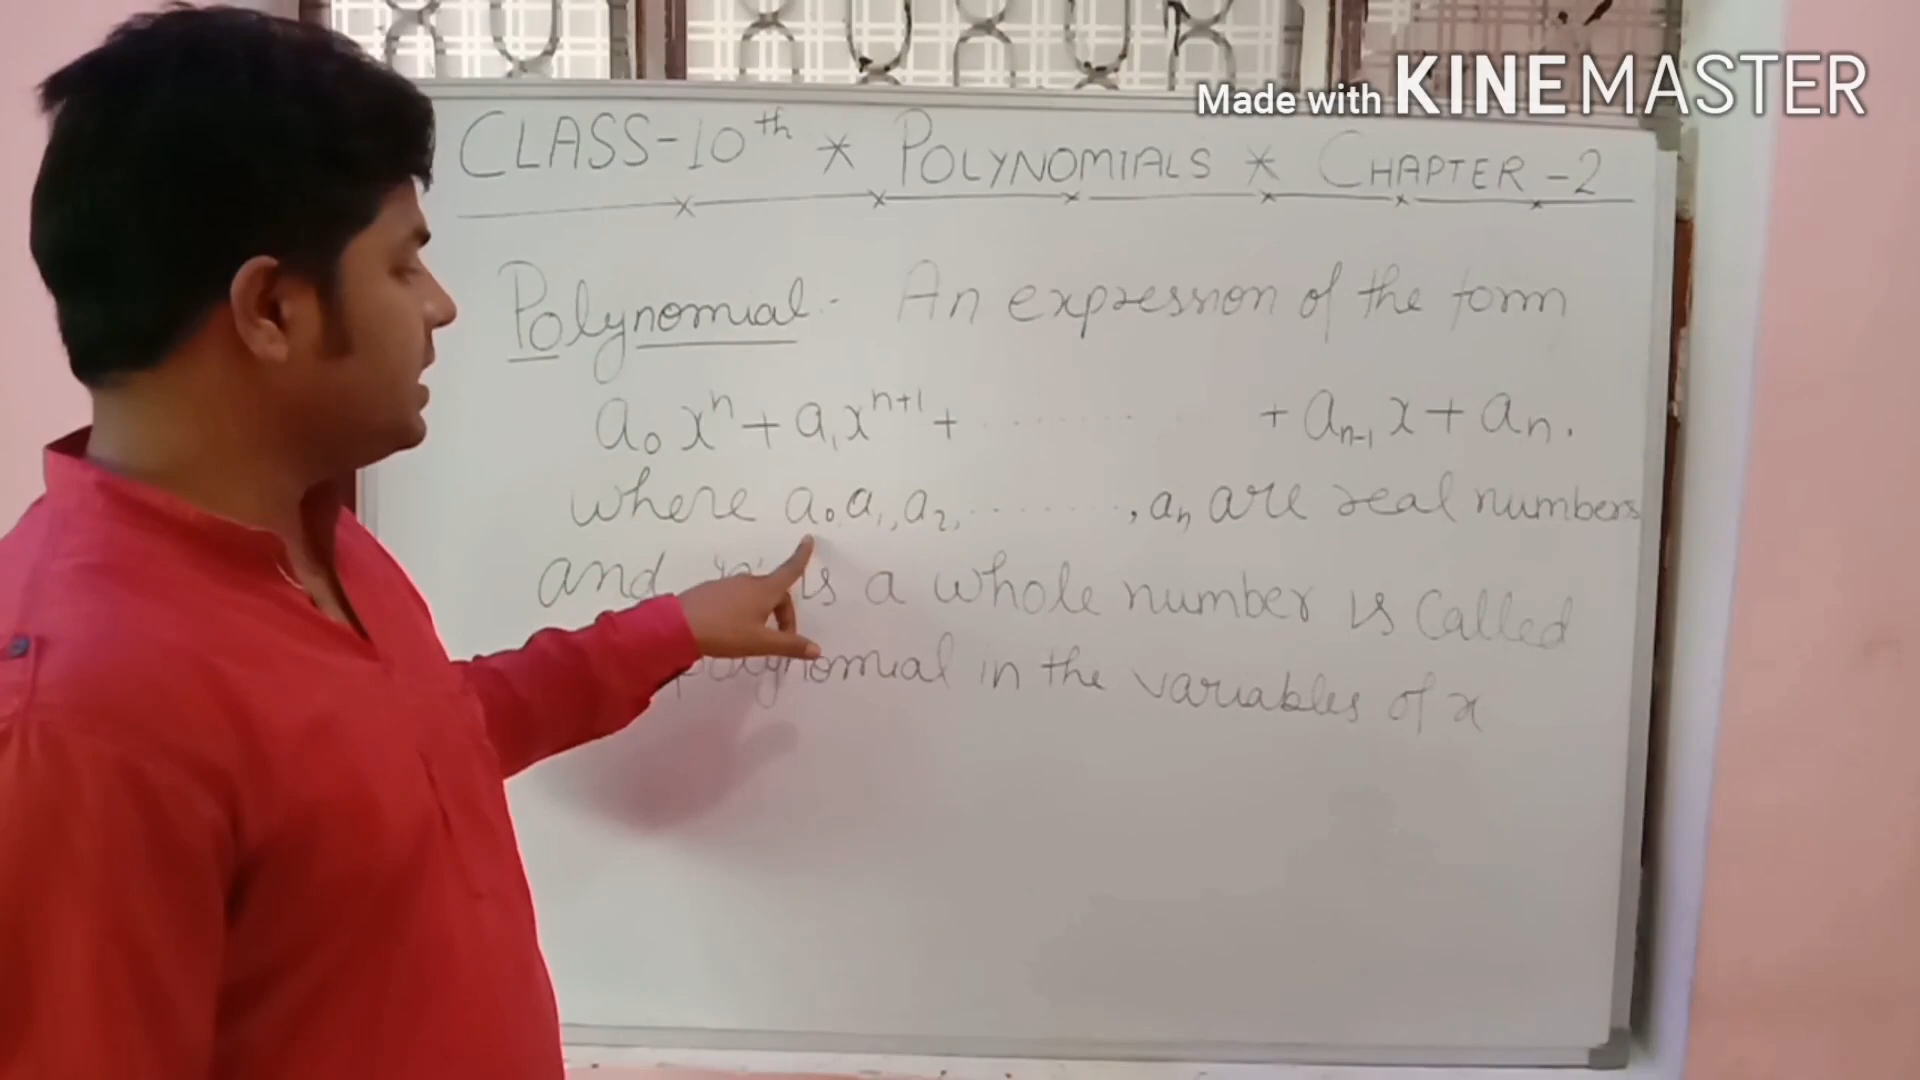 Made with KINEMASTER
CLASS-10th * POLYNOMIALS * CHAPTER-2
Polynomial:- An expression of the form
a₀xⁿ + a₁xⁿ⁺¹ + ............ + aₙ₋₁x + aₙ.
where a₀, a₁, a₂, ........., aₙ are real numbers
and 'n' is a whole number is called
polynomial in the variables of x